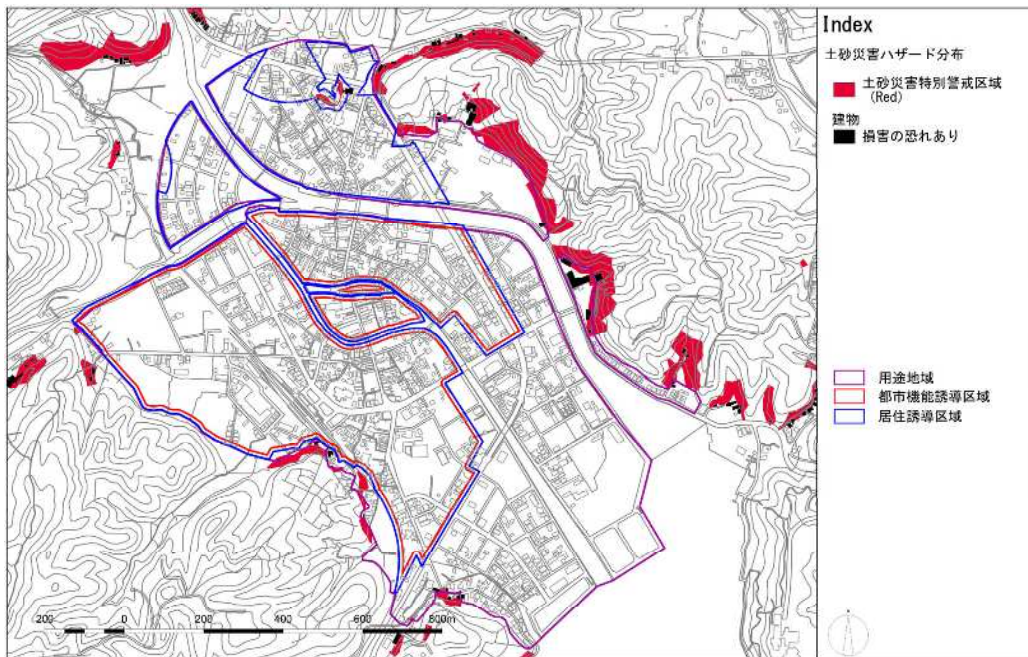 Index
土砂災害ハザード分布
土砂災害特別警戒区域
(Red)
建物
損害の恐れあり
用途地域
都市機能誘導区域
居住誘導区域
200 0 200 400 600 800m